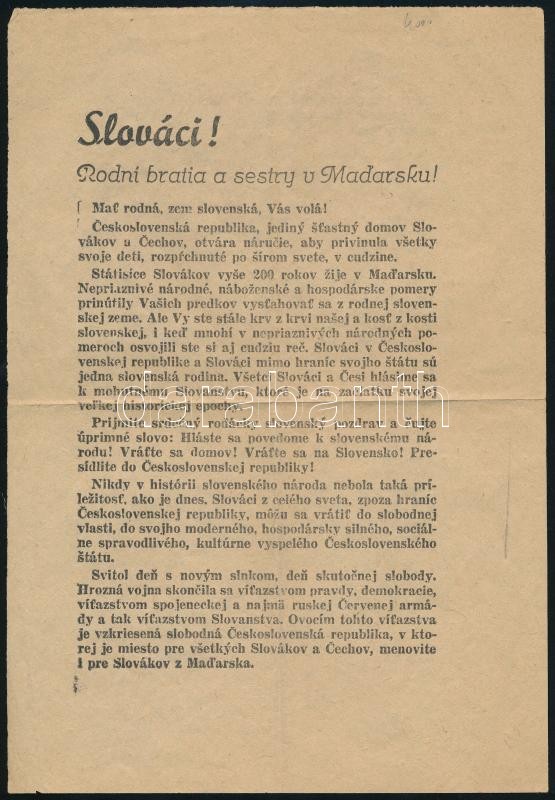 Slováci!
Rodní bratia a sestry v Maďarsku!
Mať rodná, zem slovenská, Vás volá!
Československá republika, jediný šťastný domov Slo-
vákov a Čechov, otvára náručie, aby privinula všetky
svoje deti, rozpŕchnuté po šírom svete, v cudzine.
Státisice Slovákov vyše 200 rokov žije v Maďarsku.
Nepriaznivé národné, náboženské a hospodárske pomery
prinútily Vašich predkov vysťahovať sa z rodnej sloven-
skej zeme. Ale Vy ste stále krv z krvi našej a kosť z kosti
slovenskej, i keď mnohí v nepriaznivých národných po-
meroch osvojili ste si aj cudziu reč. Slováci v Českoslo-
venskej republike a Slováci mimo hraníc svojho štátu sú
jedna slovenská rodina. Všetci Slováci a Česi hlásime sa
k mohutnému Slovanstvu, ktoré je na začiatku svojej
veľkej historickej epochy.
Prijmite srdečný rodácky slovenský pozdrav a čujte
úprimné slovo: Hláste sa povedome k slovenskému ná-
rodu! Vráťte sa domov! Vráťte sa na Slovensko! Pre-
sídlite do Československej republiky!
Nikdy v histórii slovenského národa nebola taká prí-
ležitosť, ako je dnes. Slováci z celého sveta, zpoza hraníc
Československej republiky, môžu sa vrátiť do slobodnej
vlasti, do svojho moderného, hospodársky silného, sociál-
ne spravodlivého, kultúrne vyspelého Československého
štátu.
Svitol deň s novým slnkom, deň skutočnej slobody.
Hrozná vojna skončila sa víťazstvom pravdy, demokracie,
víťazstvom spojeneckej a najmä ruskej Červenej armá-
dy a tak víťazstvom Slovanstva. Ovocím tohto víťazstva
je vzkriesená slobodná Československá republika, v kto-
rej je miesto pre všetkých Slovákov a Čechov, menovite
i pre Slovákov z Maďarska.
darabanth